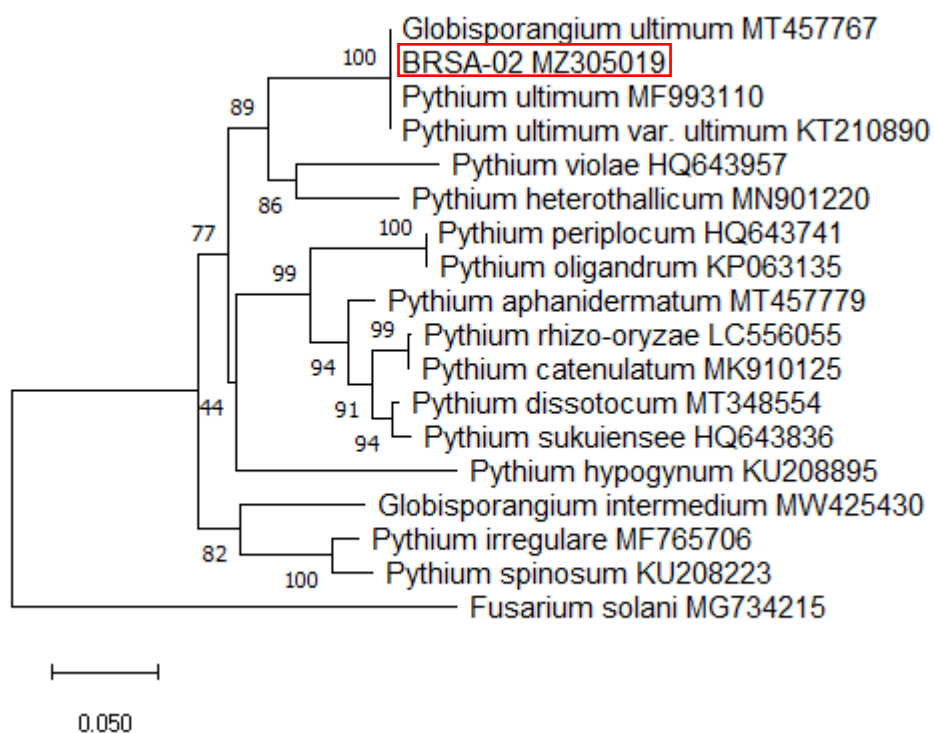 Globisporangium ultimum MT457767
100
BRSA-02 MZ305019
Pythium ultimum MF993110
89
Pythium ultimum var. ultimum KT210890
Pythium violae HQ643957
86
Pythium heterothallicum MN901220
77
100
Pythium periplocum HQ643741
99
Pythium oligandrum KP063135
Pythium aphanidermatum MT457779
99
Pythium rhizo-oryzae LC556055
94
Pythium catenulatum MK910125
44
91
Pythium dissotocum MT348554
94
Pythium sukuiensee HQ643836
Pythium hypogynum KU208895
Globisporangium intermedium MW425430
82
Pythium irregulare MF765706
100
Pythium spinosum KU208223
Fusarium solani MG734215
0.050